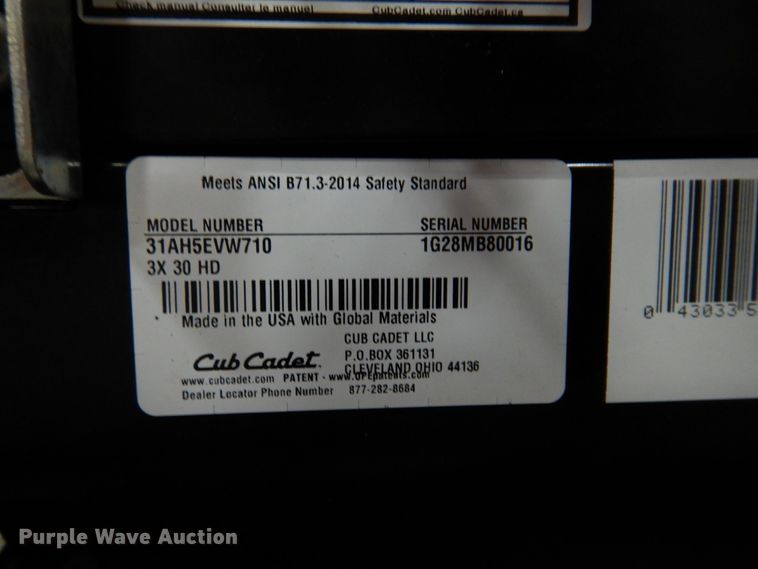 Check manual Consulter le manuel CubCadet.com CubCadet.ca
Meets ANSI B71.3-2014 Safety Standard
MODEL NUMBER SERIAL NUMBER
31AH5EVW710 1G28MB80016
3X 30 HD
Made in the USA with Global Materials
CUB CADET LLC
Cub Cadet. P.O.BOX 361131
CLEVELAND OHIO 44136
www.cubcadet.com PATENT - www.OPEpatents.com
Dealer Locator Phone Number 877-282-8684
0 43033 5
Purple Wave Auction